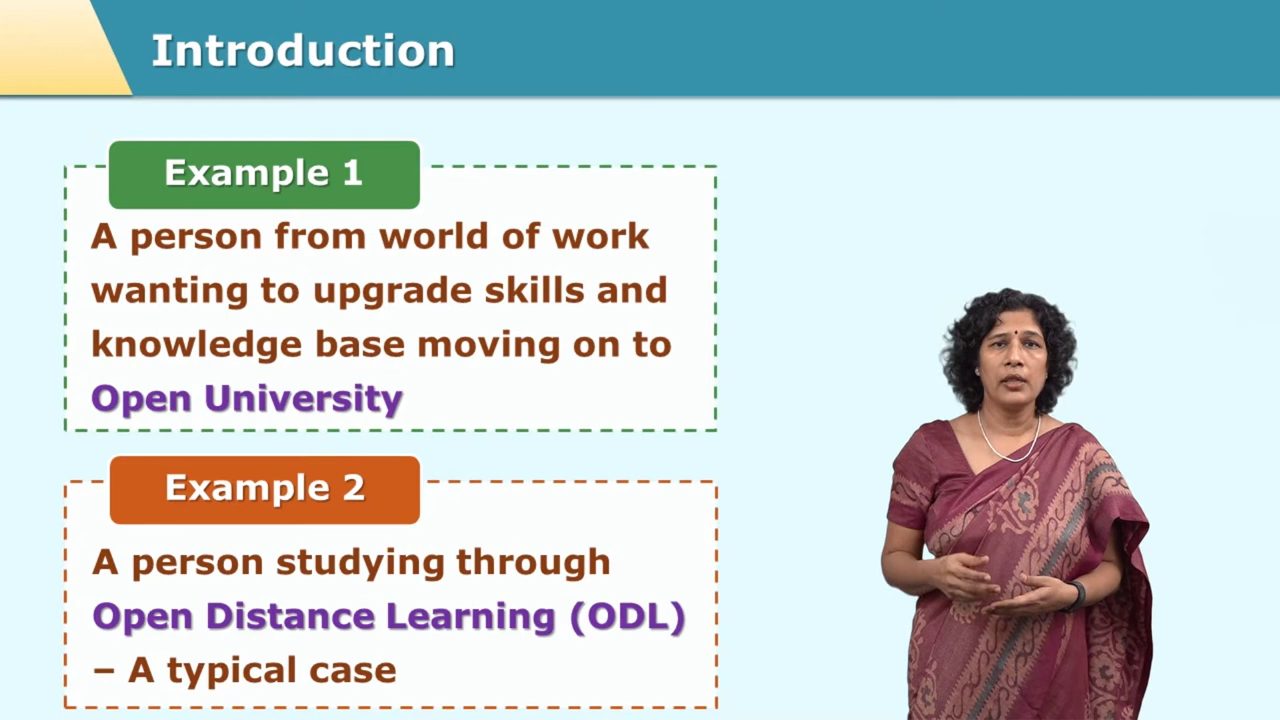 Introduction
Example 1
A person from world of work
wanting to upgrade skills and
knowledge base moving on to
Open University
Example 2
A person studying through
Open Distance Learning (ODL)
– A typical case